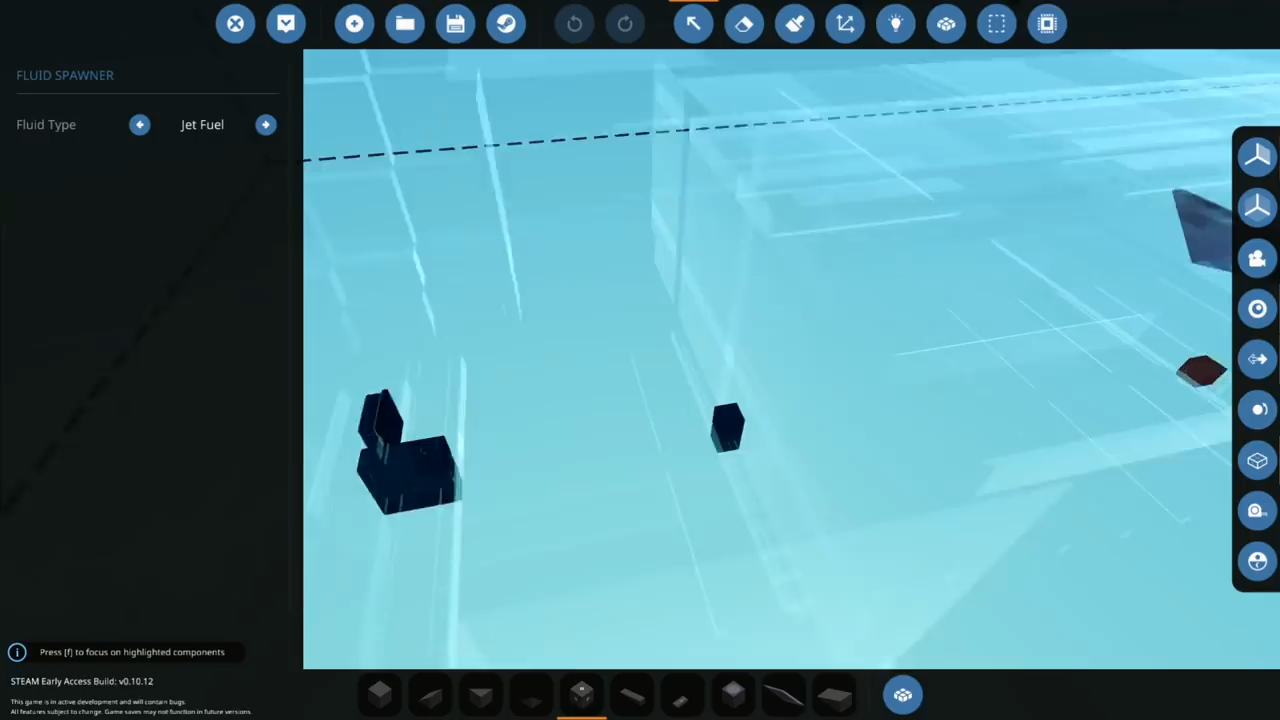 FLUID SPAWNER
Fluid Type Jet Fuel
Press [f] to focus on highlighted components
STEAM Early Access Build: v0.10.12
This game is in active development and will contain bugs.
All features subject to change. Game saves may not function in future versions.